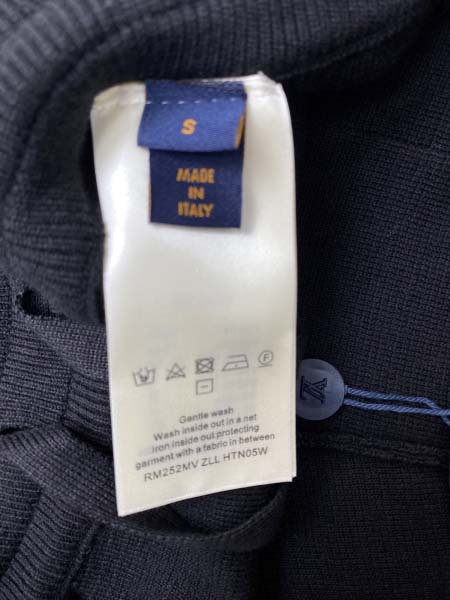 S
MADE
IN
ITALY
F
Gentle wash
Wash inside out in a net
Iron inside out protecting
garment with a fabric in between
RM252MV ZLL HTN05W